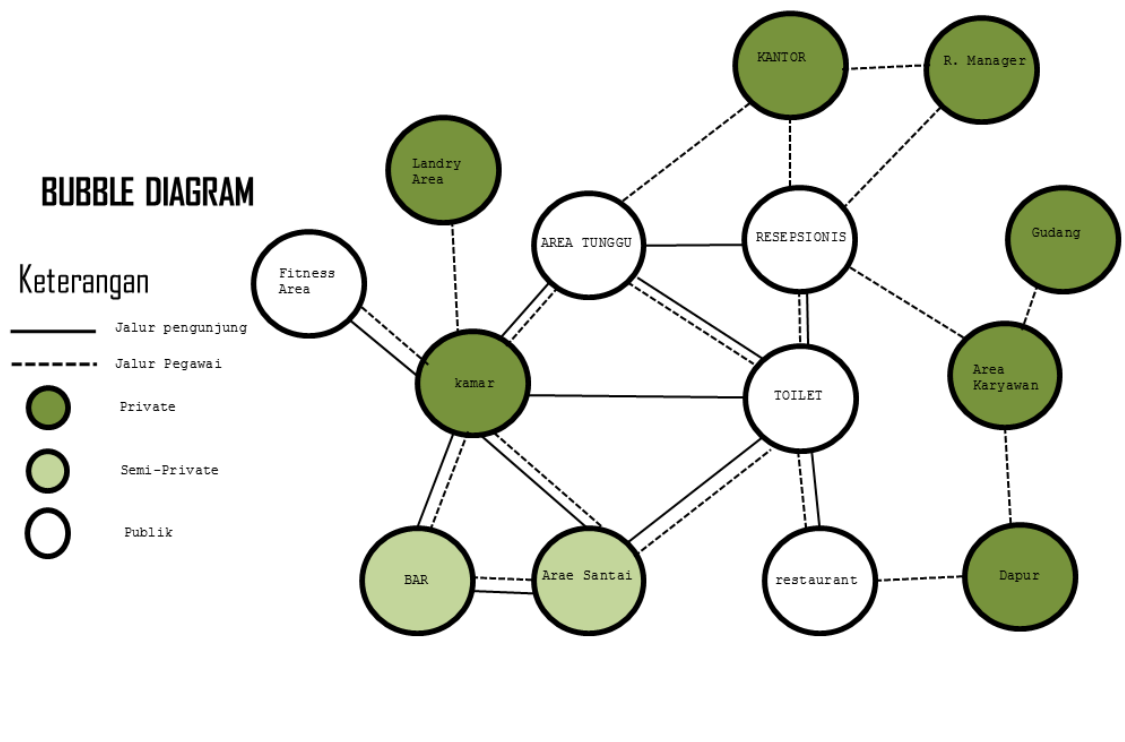 BUBBLE DIAGRAM
Keterangan
Jalur pengunjung
Jalur Pegawai
Private
Semi-Private
Publik
KANTOR
R. Manager
Landry
Area
AREA TUNGGU
RESEPSIONIS
Gudang
Fitness
Area
kamar
TOILET
Area
Karyawan
BAR
Arae Santai
restaurant
Dapur